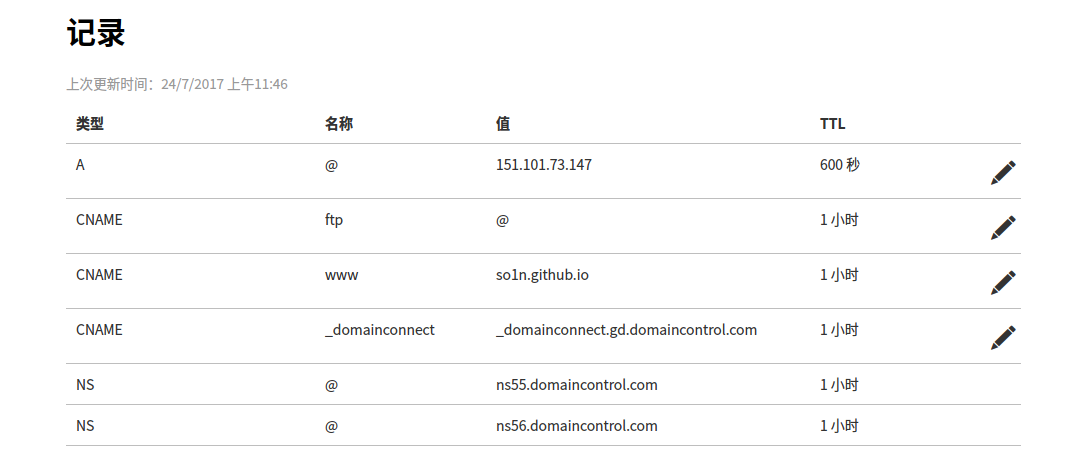 记录
上次更新时间：24/7/2017 上午11:46
类型 名称 值 TTL
A @ 151.101.73.147 600 秒
CNAME ftp @ 1 小时
CNAME www so1n.github.io 1 小时
CNAME _domainconnect _domainconnect.gd.domaincontrol.com 1 小时
NS @ ns55.domaincontrol.com 1 小时
NS @ ns56.domaincontrol.com 1 小时